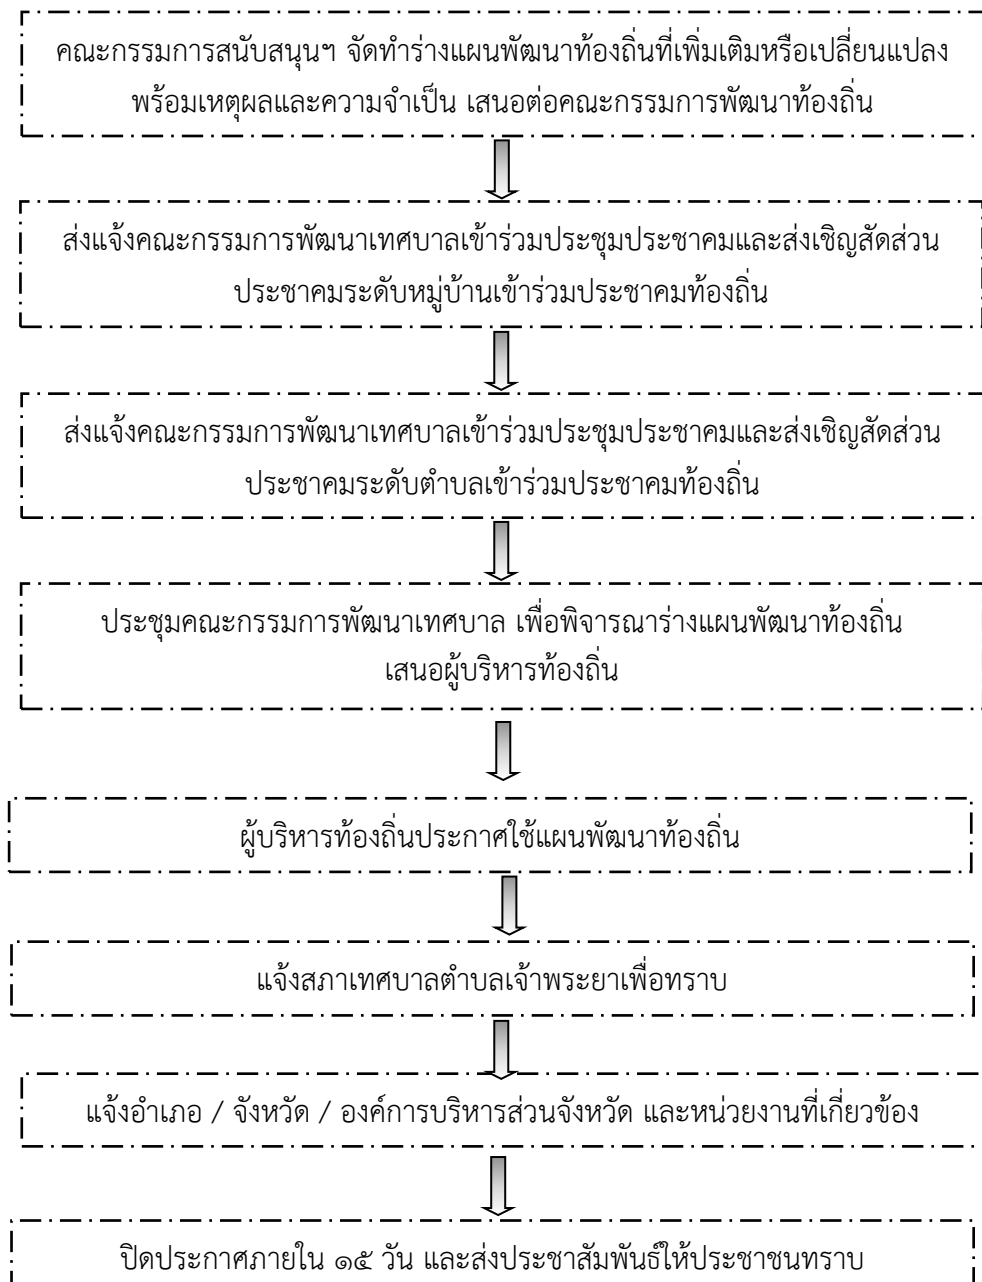 คณะกรรมการสนับสนุนฯ จัดทำร่างแผนพัฒนาท้องถิ่นที่เพิ่มเติมหรือเปลี่ยนแปลง
พร้อมเหตุผลและความจำเป็น เสนอต่อคณะกรรมการพัฒนาท้องถิ่น
ส่งแจ้งคณะกรรมการพัฒนาเทศบาลเข้าร่วมประชุมประชาคมและส่งเชิญสัดส่วน
ประชาคมระดับหมู่บ้านเข้าร่วมประชาคมท้องถิ่น
ส่งแจ้งคณะกรรมการพัฒนาเทศบาลเข้าร่วมประชุมประชาคมและส่งเชิญสัดส่วน
ประชาคมระดับตำบลเข้าร่วมประชาคมท้องถิ่น
ประชุมคณะกรรมการพัฒนาเทศบาล เพื่อพิจารณาร่างแผนพัฒนาท้องถิ่น
เสนอผู้บริหารท้องถิ่น
ผู้บริหารท้องถิ่นประกาศใช้แผนพัฒนาท้องถิ่น
แจ้งสภาเทศบาลตำบลเจ้าพระยาเพื่อทราบ
แจ้งอำเภอ / จังหวัด / องค์การบริหารส่วนจังหวัด และหน่วยงานที่เกี่ยวข้อง
ปิดประกาศภายใน ๑๕ วัน และส่งประชาสัมพันธ์ให้ประชาชนทราบ